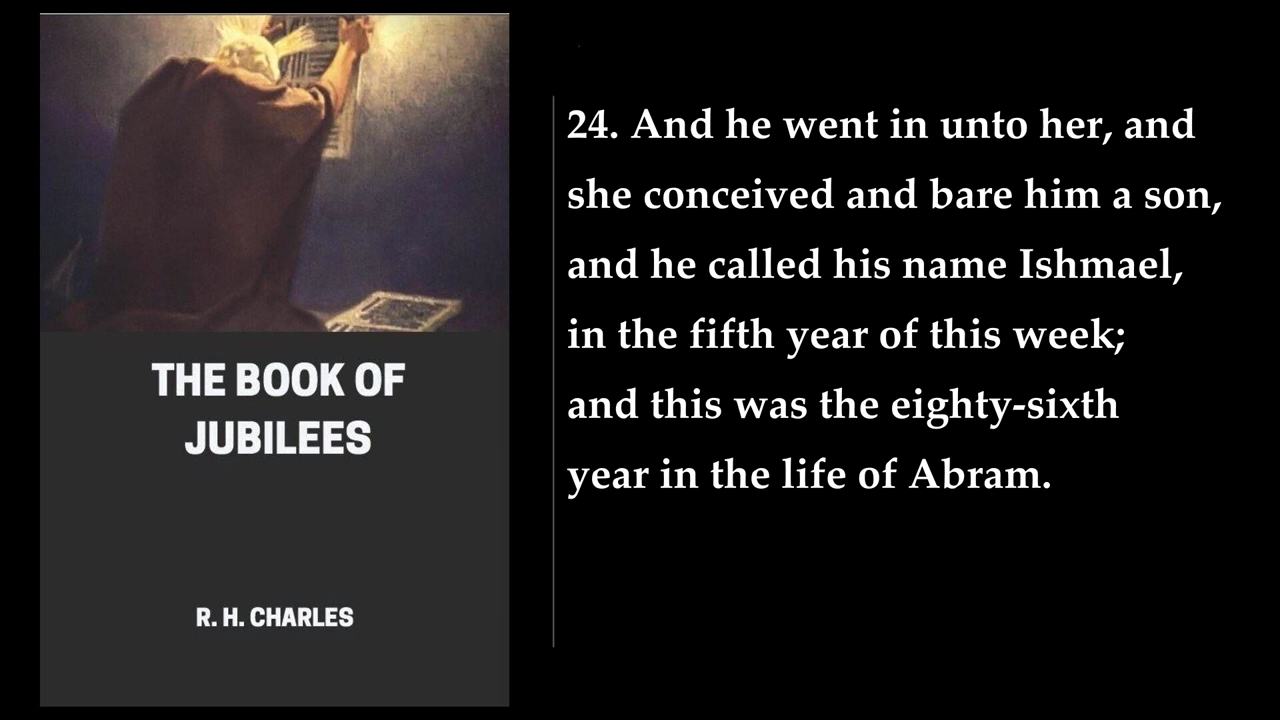 THE BOOK OF
JUBILEES
R. H. CHARLES
24. And he went in unto her, and
she conceived and bare him a son,
and he called his name Ishmael,
in the fifth year of this week;
and this was the eighty-sixth
year in the life of Abram.